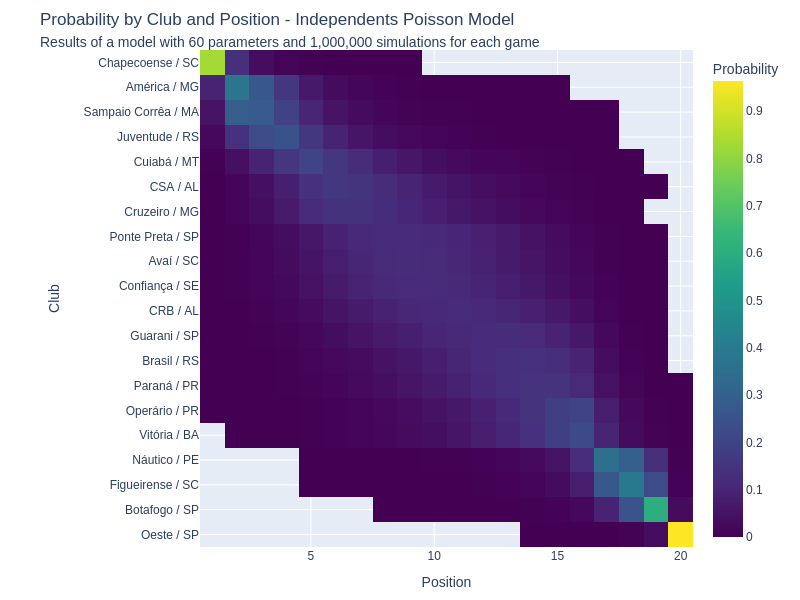 Probability by Club and Position - Independents Poisson Model
Results of a model with 60 parameters and 1,000,000 simulations for each game
Probability
Chapecoense / SC
América / MG
Sampaio Corrêa / MA
Juventude / RS
Cuiabá / MT
CSA / AL
Cruzeiro / MG
Ponte Preta / SP
Avaí / SC
Confiança / SE
CRB / AL
Guarani / SP
Brasil / RS
Paraná / PR
Operário / PR
Vitória / BA
Náutico / PE
Figueirense / SC
Botafogo / SP
Oeste / SP
Club
5
10
15
20
Position
0.9
0.8
0.7
0.6
0.5
0.4
0.3
0.2
0.1
0